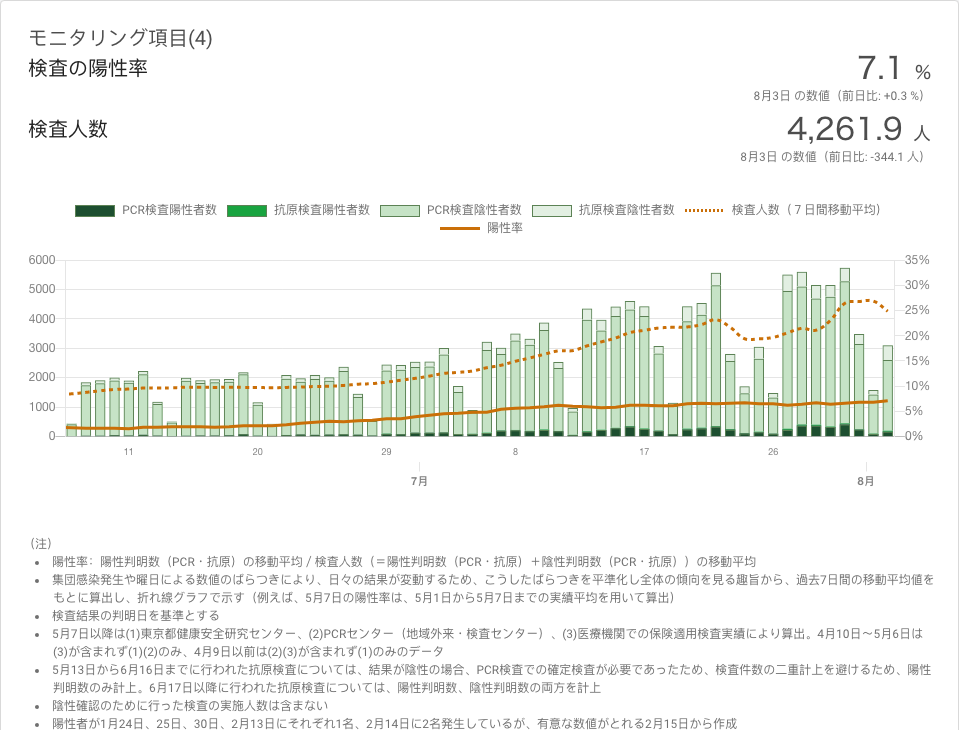 モニタリング項目(4)
検査の陽性率
7.1 %
8月3日 の数値（前日比: +0.3 %）
検査人数
4,261.9 人
8月3日 の数値（前日比: -344.1 人）
PCR検査陽性者数 抗原検査陽性者数 PCR検査陰性者数 抗原検査陰性者数 検査人数（７日間移動平均）
陽性率
6000 35%
30%
5000
25%
4000
20%
3000
15%
2000
10%
1000
5%
0 0%
11 20 29 8 17 26
7月 8月
（注）
• 陽性率：陽性判明数（PCR・抗原）の移動平均 / 検査人数（＝陽性判明数（PCR・抗原）＋陰性判明数（PCR・抗原））の移動平均
• 集団感染発生や曜日による数値のばらつきにより、日々の結果が変動するため、こうしたばらつきを平準化し全体の傾向を見る趣旨から、過去7日間の移動平均値を
もとに算出し、折れ線グラフで示す（例えば、5月7日の陽性率は、5月1日から5月7日までの実績平均を用いて算出）
• 検査結果の判明日を基準とする
• 5月7日以降は(1)東京都健康安全研究センター、(2)PCRセンター（地域外来・検査センター）、(3)医療機関での保険適用検査実績により算出。4月10日～5月6日は
(3)が含まれず(1)(2)のみ、4月9日以前は(2)(3)が含まれず(1)のみのデータ
• 5月13日から6月16日までに行われた抗原検査については、結果が陰性の場合、PCR検査での確定検査が必要であったため、検査件数の二重計上を避けるため、陽性
判明数のみ計上。6月17日以降に行われた抗原検査については、陽性判明数、陰性判明数の両方を計上
• 陰性確認のために行った検査の実施人数は含まない
• 陽性者が1月24日、25日、30日、2月13日にそれぞれ1名、2月14日に2名発生しているが、有意な数値がとれる2月15日から作成